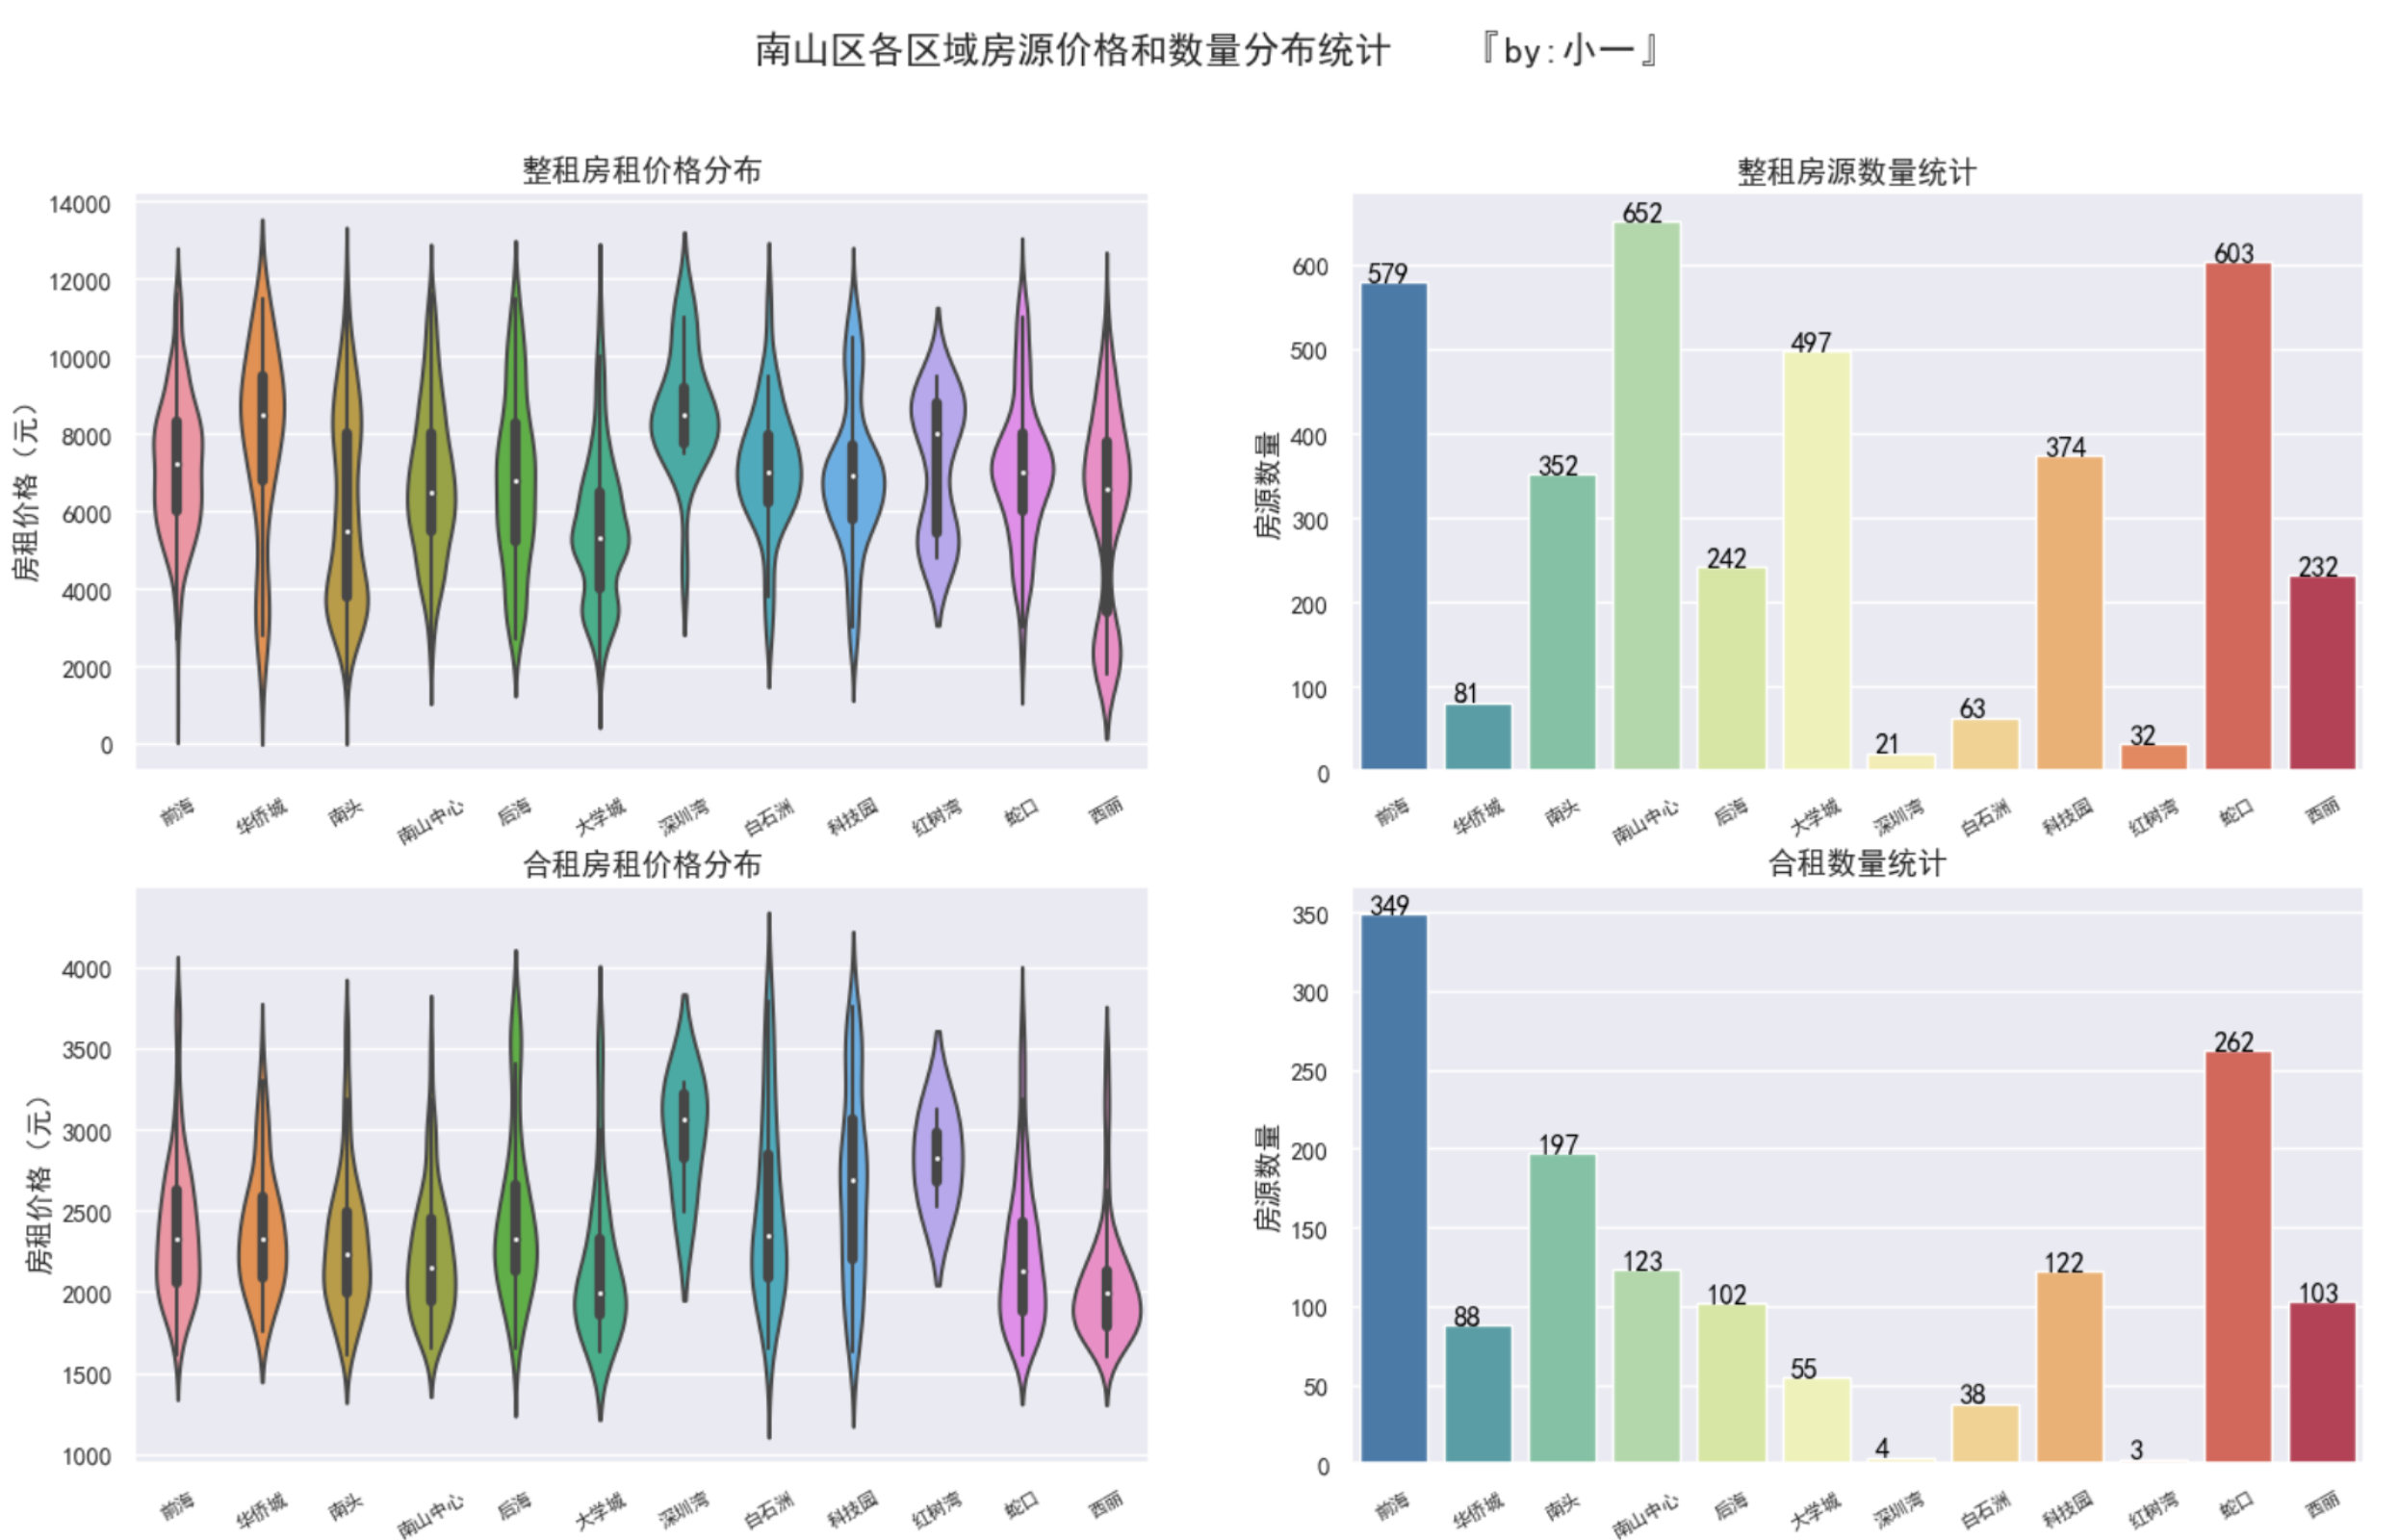 南山区各区域房源价格和数量分布统计 『by:小一』
整租房租价格分布
14000
12000
10000
8000
6000
4000
2000
0
房租价格（元）
前海 华侨城 南头 南山中心 后海 大学城 深圳湾 白石洲 科技园 红树湾 蛇口 西丽
整租房源数量统计
600
500
400
300
200
100
0
房源数量
579 81 352 652 242 497 21 63 374 32 603 232
前海 华侨城 南头 南山中心 后海 大学城 深圳湾 白石洲 科技园 红树湾 蛇口 西丽
合租房租价格分布
4000
3500
3000
2500
2000
1500
1000
房租价格（元）
前海 华侨城 南头 南山中心 后海 大学城 深圳湾 白石洲 科技园 红树湾 蛇口 西丽
合租数量统计
350
300
250
200
150
100
50
0
房源数量
349 88 197 123 102 55 4 38 122 3 262 103
前海 华侨城 南头 南山中心 后海 大学城 深圳湾 白石洲 科技园 红树湾 蛇口 西丽